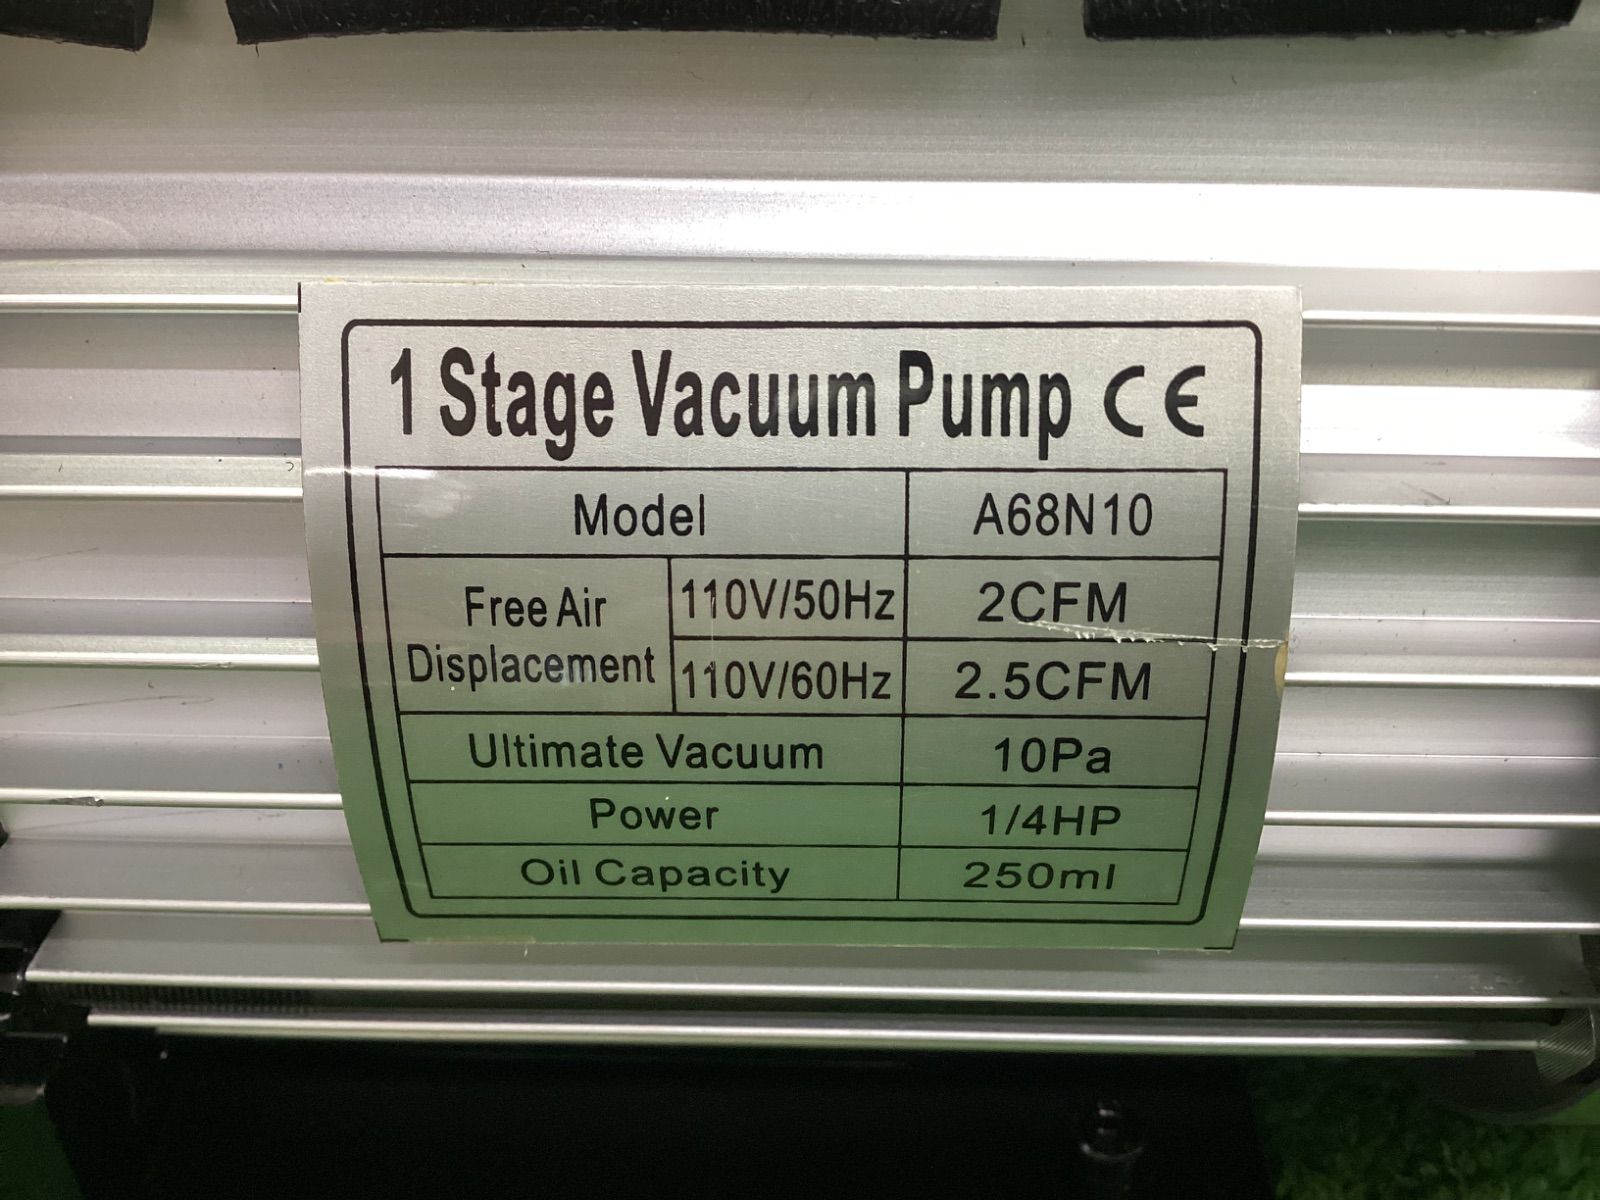 1 Stage Vacuum Pump CE
Model A68N10
Free Air Displacement 110V/50Hz 2CFM
110V/60Hz 2.5CFM
Ultimate Vacuum 10Pa
Power 1/4HP
Oil Capacity 250ml